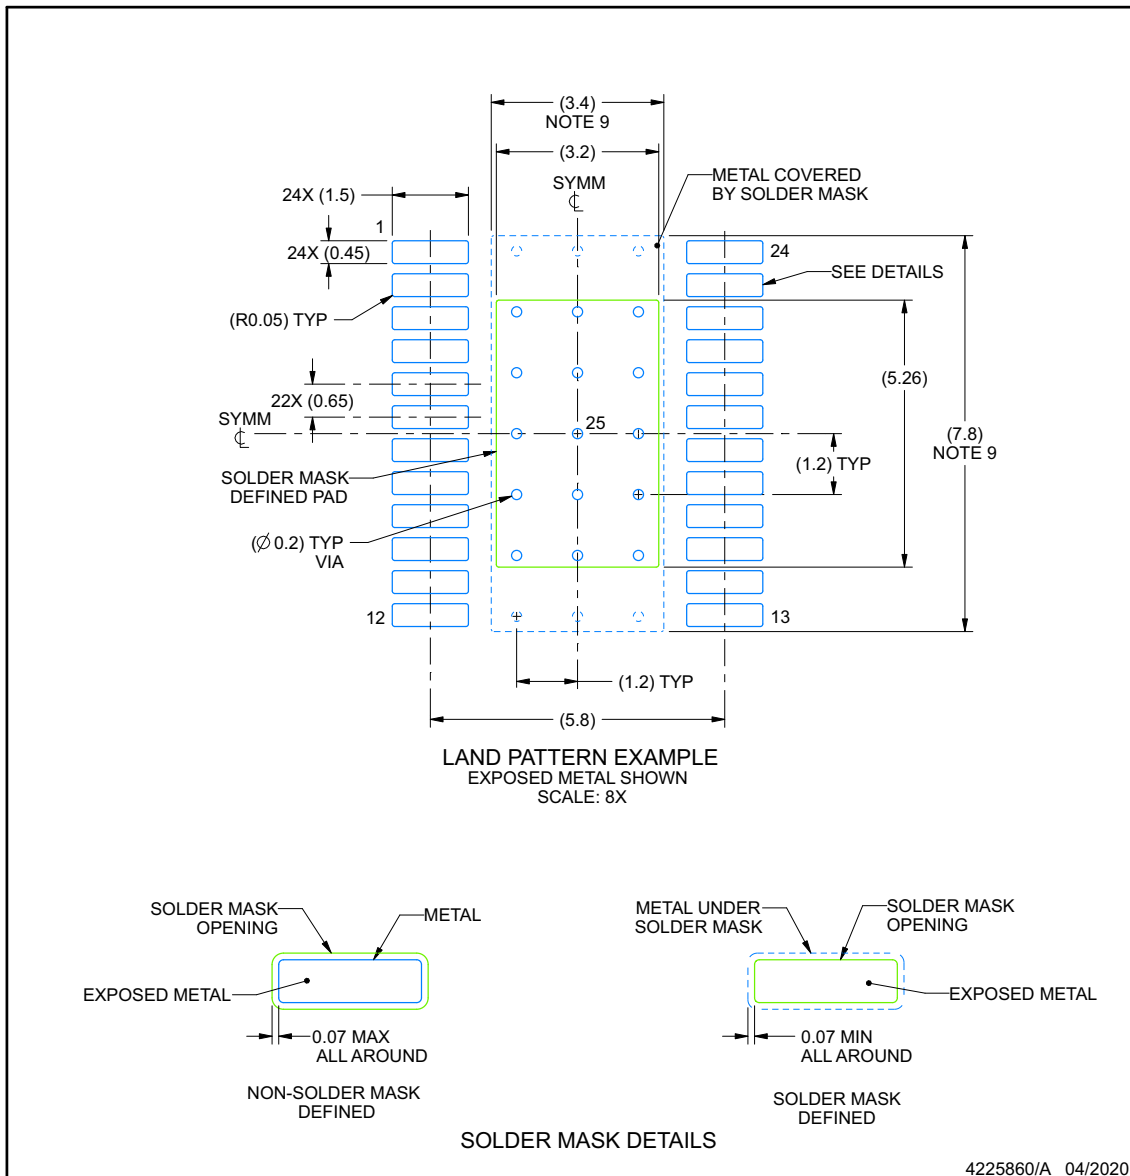 (3.4)
NOTE 9
(3.2)
SYMM
METAL COVERED
BY SOLDER MASK
24X (1.5)
1
24X (0.45)
24
SEE DETAILS
(R0.05) TYP
(5.26)
22X (0.65)
SYMM
25
(7.8)
NOTE 9
(1.2) TYP
SOLDER MASK
DEFINED PAD
(Ø 0.2) TYP
VIA
12
13
(1.2) TYP
(5.8)
LAND PATTERN EXAMPLE
EXPOSED METAL SHOWN
SCALE: 8X
SOLDER MASK
OPENING
METAL
EXPOSED METAL
0.07 MAX
ALL AROUND
NON-SOLDER MASK
DEFINED
METAL UNDER
SOLDER MASK
SOLDER MASK
OPENING
EXPOSED METAL
0.07 MIN
ALL AROUND
SOLDER MASK
DEFINED
SOLDER MASK DETAILS
4225860/A 04/2020